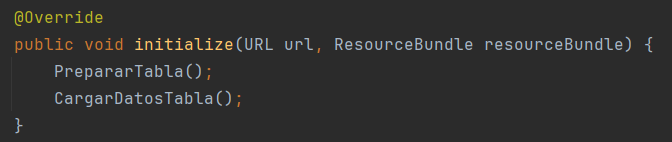 @Override
public void initialize(URL url, ResourceBundle resourceBundle) {
    PrepararTabla();
    CargarDatosTabla();
}